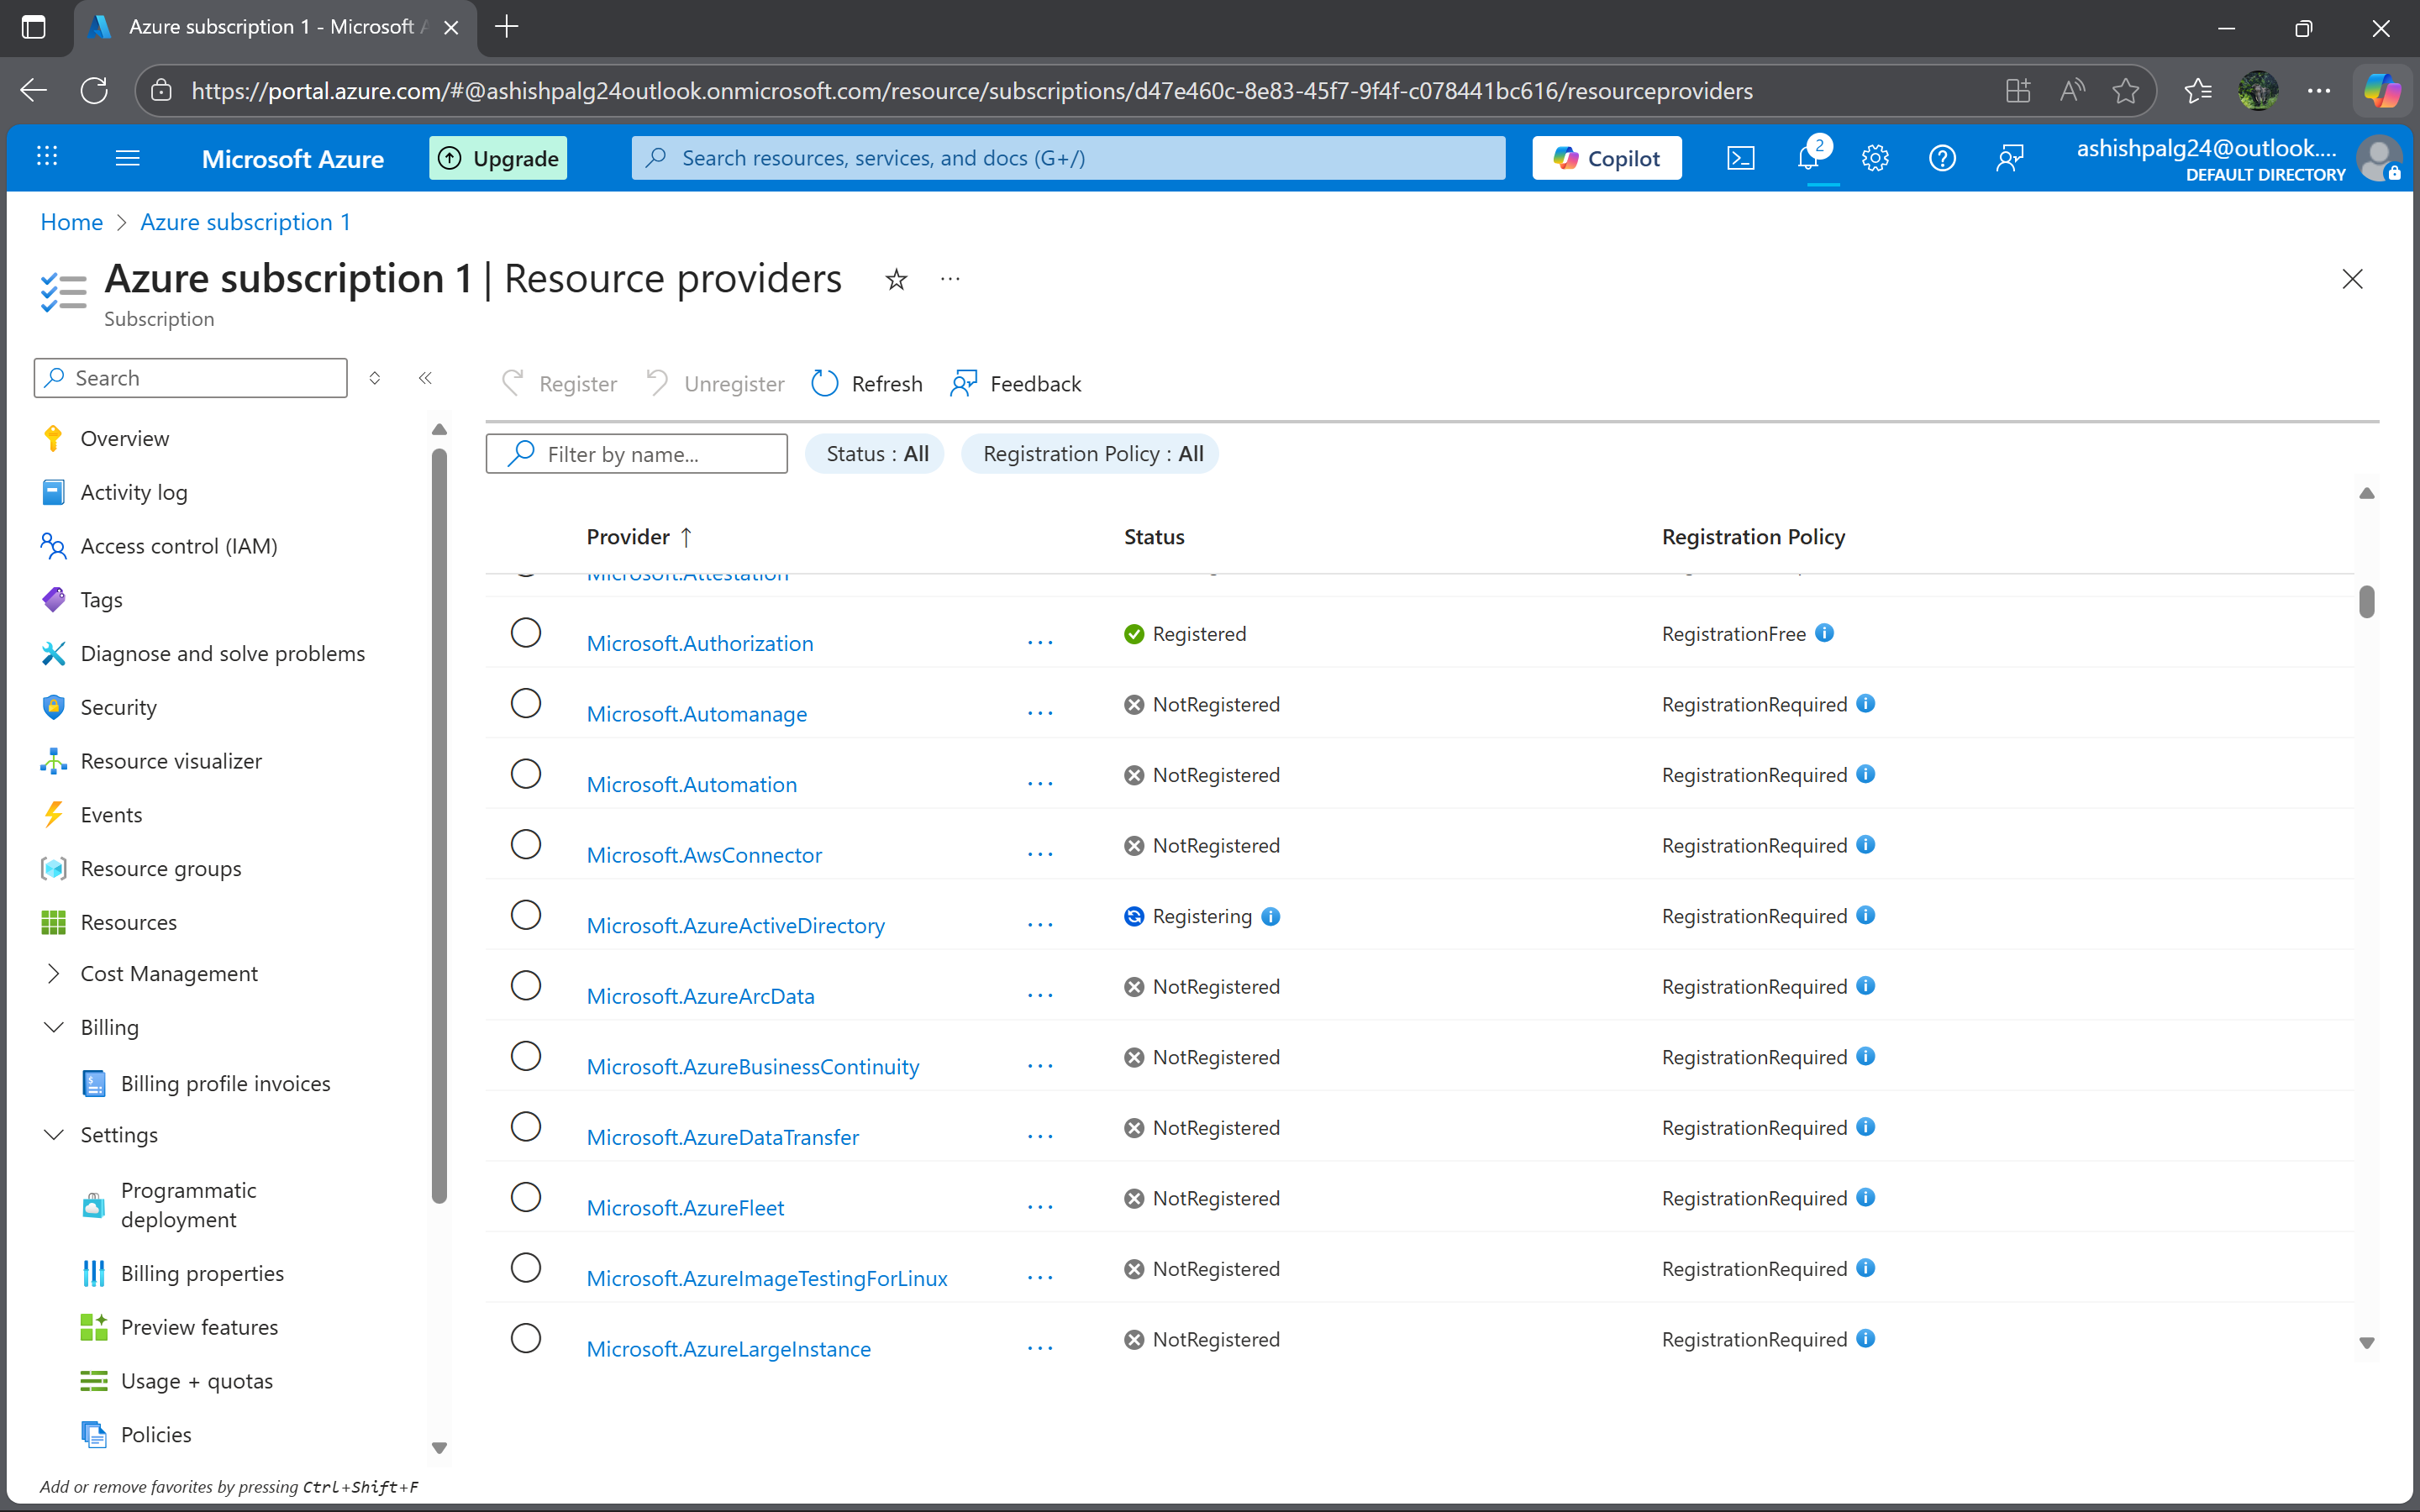 Azure subscription 1 - Microsoft A
https://portal.azure.com/#@ashishpalg24outlook.onmicrosoft.com/resource/subscriptions/d47e460c-8e83-45f7-9f4f-c078441bc616/resourceproviders
Microsoft Azure
Upgrade
Search resources, services, and docs (G+/)
Copilot
2
ashishpalg24@outlook....
DEFAULT DIRECTORY
Home > Azure subscription 1
Azure subscription 1 | Resource providers
Subscription
Search
Overview
Activity log
Access control (IAM)
Tags
Diagnose and solve problems
Security
Resource visualizer
Events
Resource groups
Resources
Cost Management
Billing
Billing profile invoices
Settings
Programmatic
deployment
Billing properties
Preview features
Usage + quotas
Policies
Add or remove favorites by pressing Ctrl+Shift+F
Register Unregister Refresh Feedback
Filter by name... Status : All Registration Policy : All
Provider ↑ Status Registration Policy
Microsoft.Attestation
Microsoft.Authorization ... Registered RegistrationFree
Microsoft.Automanage ... NotRegistered RegistrationRequired
Microsoft.Automation ... NotRegistered RegistrationRequired
Microsoft.AwsConnector ... NotRegistered RegistrationRequired
Microsoft.AzureActiveDirectory ... Registering RegistrationRequired
Microsoft.AzureArcData ... NotRegistered RegistrationRequired
Microsoft.AzureBusinessContinuity ... NotRegistered RegistrationRequired
Microsoft.AzureDataTransfer ... NotRegistered RegistrationRequired
Microsoft.AzureFleet ... NotRegistered RegistrationRequired
Microsoft.AzureImageTestingForLinux ... NotRegistered RegistrationRequired
Microsoft.AzureLargeInstance ... NotRegistered RegistrationRequired